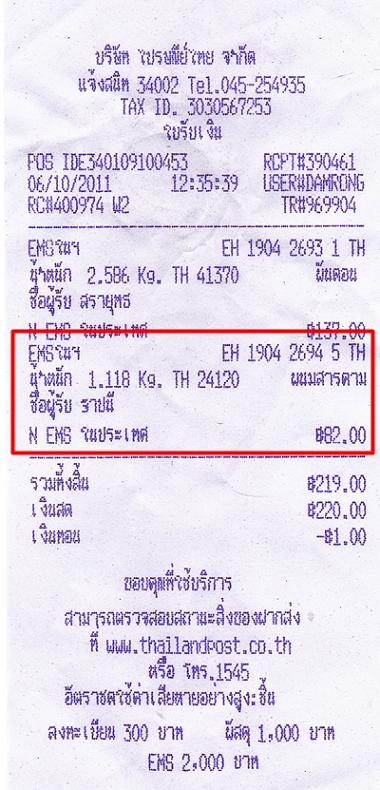 บริษัท ไปรษณีย์ไทย จำกัด
แจ้งสนิท 34002 Tel.045-254935
TAX ID. 3030567253
ใบรับเงิน
POS IDE340109100453 RCPT#390461
06/10/2011 12:35:39 USER#DAMRONG
RC#400974 W2 TR#969904
EMSในฯ EH 1904 2693 1 TH
น้ำหนัก 2.586 Kg. TH 41370 ผันดอน
ชื่อผู้รับ สรายุทธ
N EMS ในประเทศ ฿137.00
EMSในฯ EH 1904 2694 5 TH
น้ำหนัก 1.118 Kg. TH 24120 พนมสารคาม
ชื่อผู้รับ ราปณี
N EMS ในประเทศ ฿82.00
รวมทั้งสิ้น ฿219.00
เงินสด ฿220.00
เงินทอน -฿1.00
ขอบคุณที่ใช้บริการ
สามารถตรวจสอบสถานะสิ่งของฝากส่ง
ที่ www.thailandpost.co.th
หรือ โทร.1545
อัตราชดใช้ค่าเสียหายอย่างสูง:ชิ้น
ลงทะเบียน 300 บาท พัสดุ 1,000 บาท
EMS 2,000 บาท